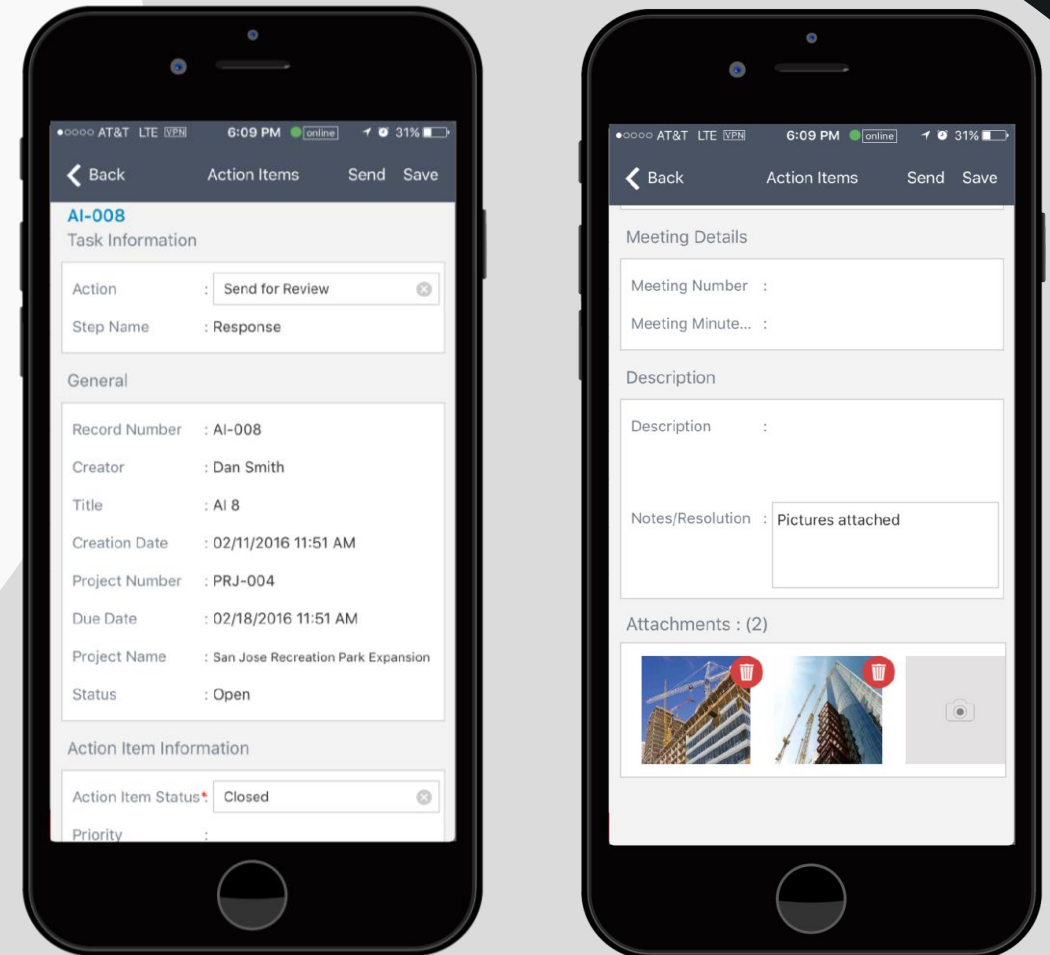 ●○○○○ AT&T LTE VPN 6:09 PM online 31%
Back Action Items Send Save
AI-008
Task Information
Action : Send for Review
Step Name : Response
General
Record Number : AI-008
Creator : Dan Smith
Title : AI 8
Creation Date : 02/11/2016 11:51 AM
Project Number : PRJ-004
Due Date : 02/18/2016 11:51 AM
Project Name : San Jose Recreation Park Expansion
Status : Open
Action Item Information
Action Item Status*: Closed
Priority :
●○○○○ AT&T LTE VPN 6:09 PM online 31%
Back Action Items Send Save
Meeting Details
Meeting Number :
Meeting Minute... :
Description
Description :
Notes/Resolution : Pictures attached
Attachments : (2)